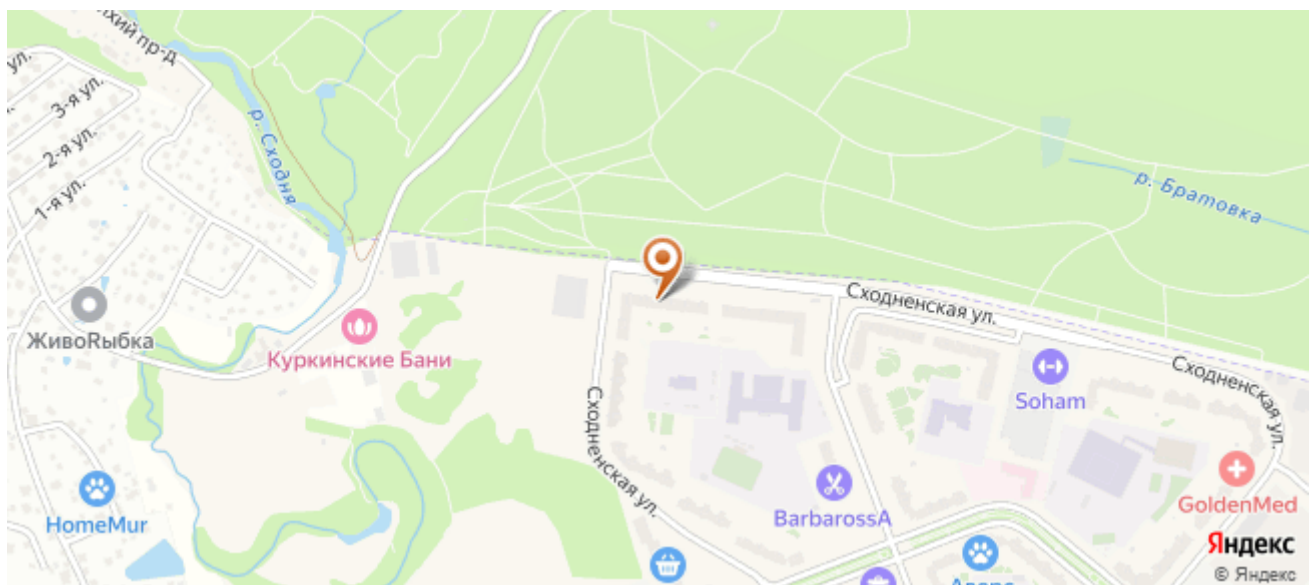 3-я ул.
2-я ул.
1-я ул.
р. Сходня
р. Братовка
ЖивоRыбка
Куркинские Бани
Сходненская ул.
Сходненская ул.
Сходненская ул.
Soham
HomeMur
BarbarossA
GoldenMed
Яндекс
© Яндекс